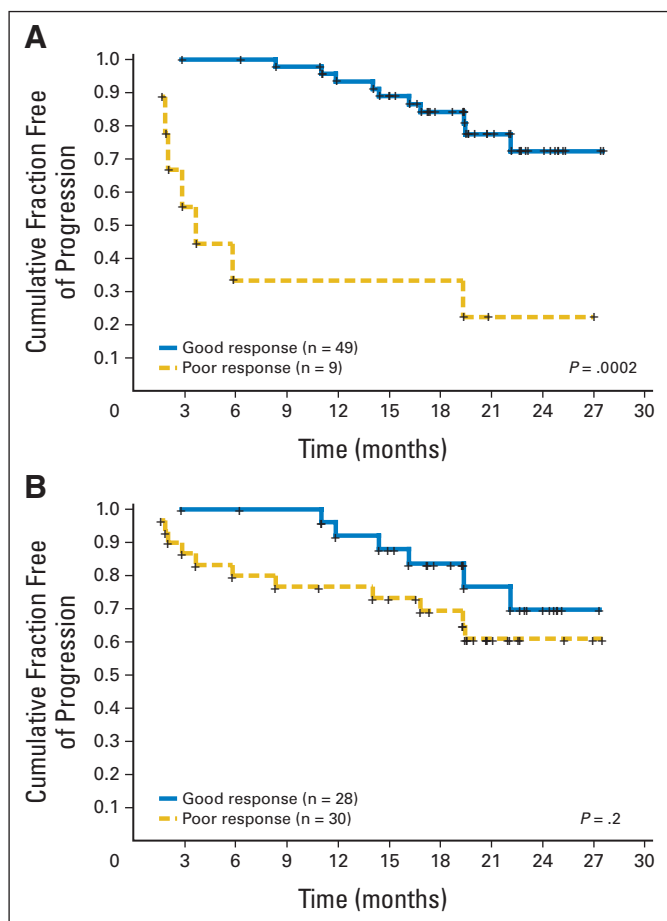 A
Cumulative Fraction Free
of Progression
1.0
0.9
0.8
0.7
0.6
0.5
0.4
0.3
0.2
0.1
Good response (n = 49)
Poor response (n = 9)
P = .0002
0 3 6 9 12 15 18 21 24 27
Time (months)
B
Cumulative Fraction Free
of Progression
1.0
0.9
0.8
0.7
0.6
0.5
0.4
0.3
0.2
0.1
Good response (n = 28)
Poor response (n = 30)
P = .2
0 3 6 9 12 15 18 21 24 27
Time (months)